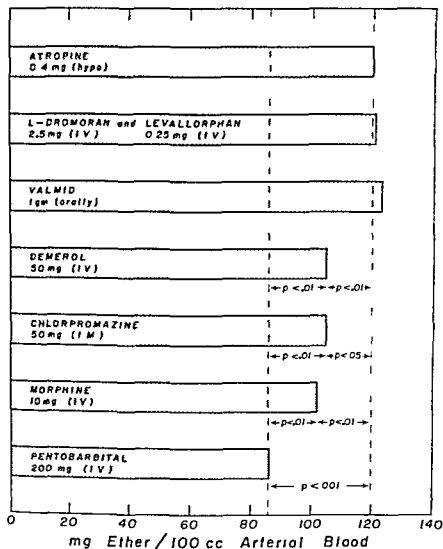 ATROPINE
0.4 mg (hypo)
L-DROMORAN and LEVALLORPHAN
2.5 mg (IV) 0.25 mg (IV)
VALMID
1 gm (orally)
DEMEROL
50 mg (IV)
p <.01 p <.01
CHLORPROMAZINE
50 mg (IM)
p <.01 p <.05
MORPHINE
10 mg (IV)
p <.01 p <.01
PENTOBARBITAL
200 mg (IV)
p <.001
0 20 40 60 80 100 120 140
mg Ether / 100 cc Arterial Blood